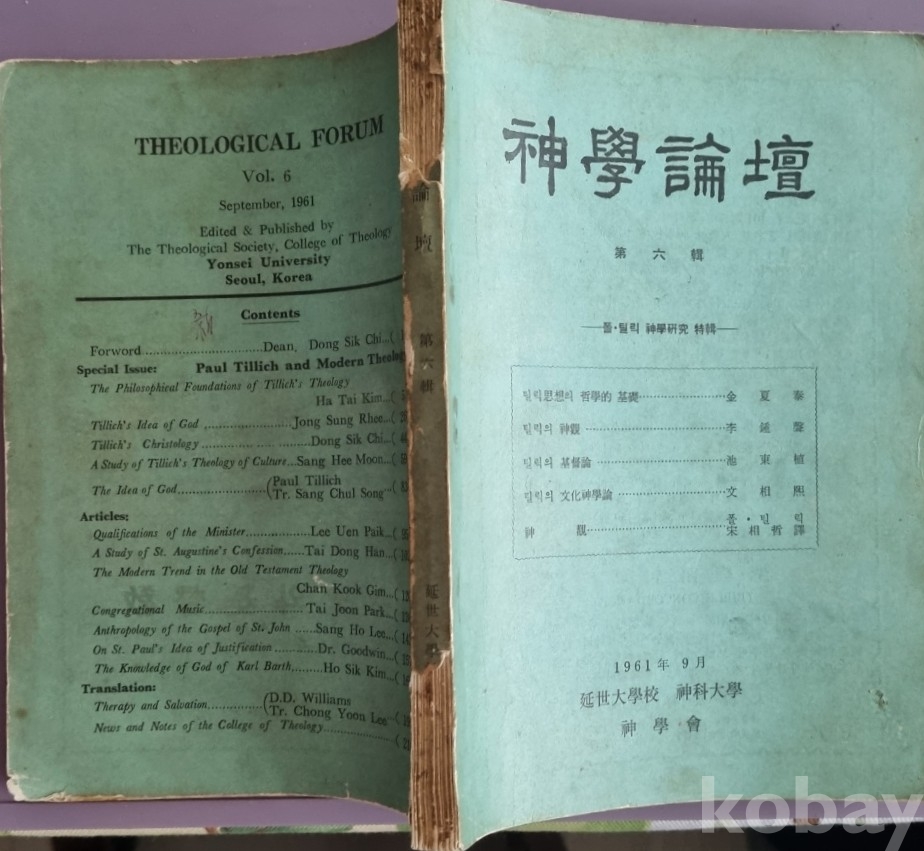 THEOLOGICAL FORUM
Vol. 6
September, 1961
Edited & Published by
The Theological Society, College of Theology
Yonsei University
Seoul, Korea
Contents
Forword..............................Dean, Dong Sik Chi...(
Special Issue: Paul Tillich and Modern Theology
The Philosophical Foundations of Tillich's Theology
Ha Tai Kim...(
Tillich's Idea of God ......................Jong Sung Rhee...(
Tillich's Christology ......................Dong Sik Chi...(
A Study of Tillich's Theology of Culture...Sang Hee Moon...(
The Idea of God.....................(Paul Tillich
Tr. Sang Chul Song...(
Articles:
Qualifications of the Minister..............Lee Uen Paik...(
A Study of St. Augustine's Confession.....Tai Dong Han...(
The Modern Trend in the Old Testament Theology
Chan Kook Gim...(
Congregational Music........................Tai Joon Park...(
Anthropology of the Gospel of St. John ......Sang Ho Lee...(
On St. Paul's Idea of Justification...........Dr. Goodwin...(
The Knowledge of God of Karl Barth........Ho Sik Kim...(
Translation:
Therapy and Salvation..............(D.D. Williams
Tr. Chong Yoon Lee...(
News and Notes of the College of Theology......................(
論壇
第六輯
延世大學
神學論壇
第六輯
폴·틸릭 神學硏究 特輯
틸릭思想의 哲學的 基礎......................金夏泰
틸릭의 神觀......................李鍾聲
틸릭의 基督論......................池東植
틸릭의 文化神學論......................文相熙
폴·틸릭
神觀......................宋相哲譯
1961年 9月
延世大學校 神科大學
神學會
kobay